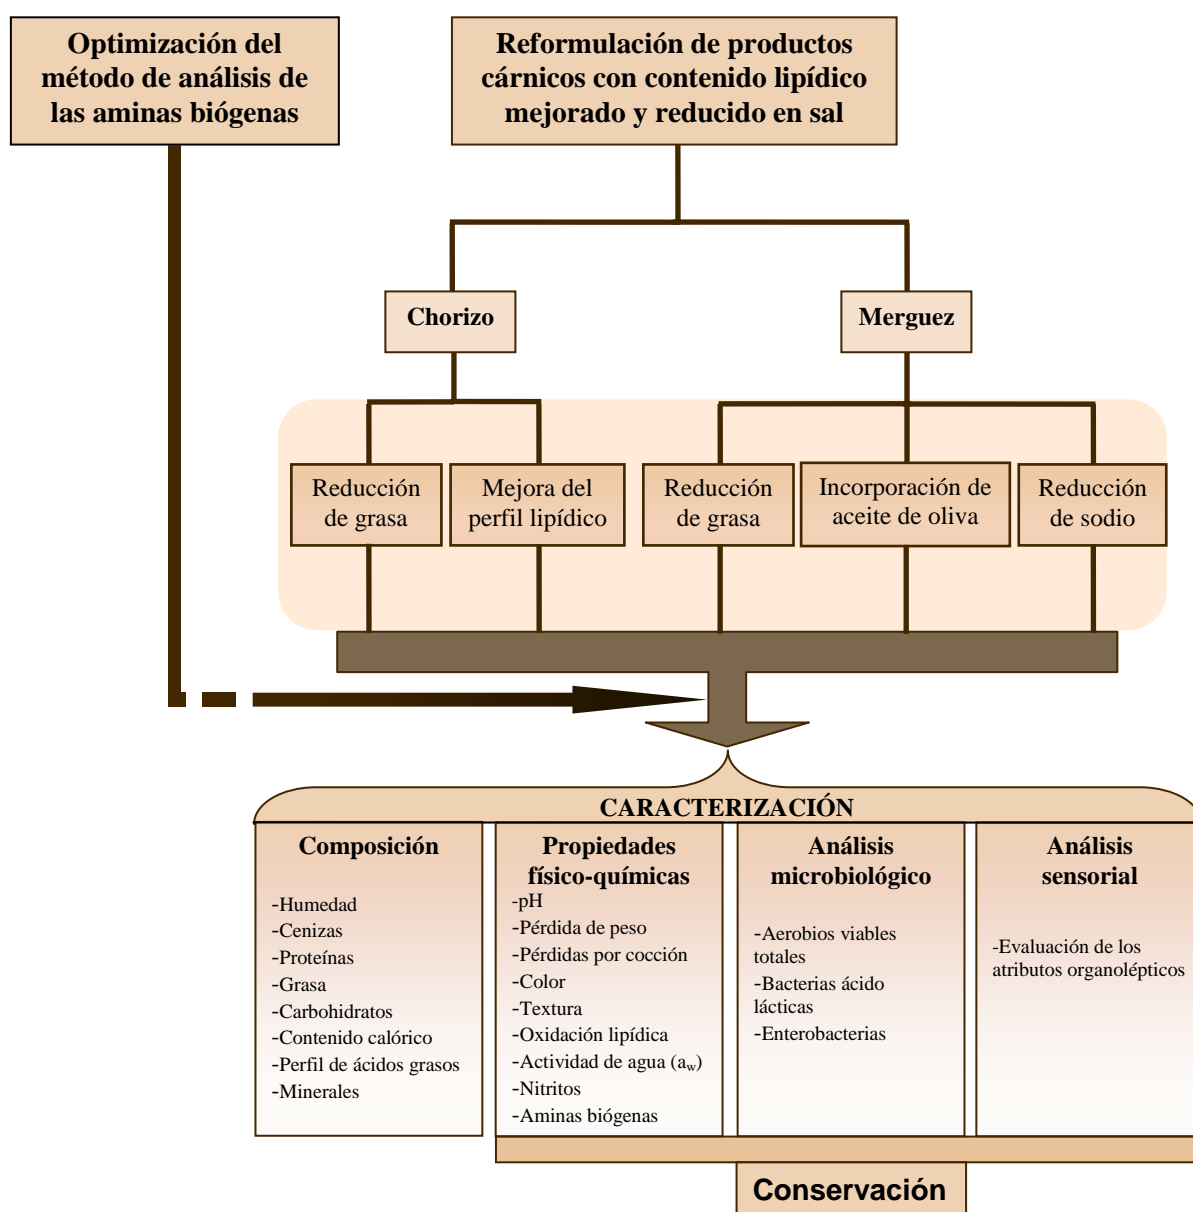 Optimización del
método de análisis de
las aminas biógenas
Reformulación de productos
cárnicos con contenido lipídico
mejorado y reducido en sal
Chorizo
Merguez
Reducción
de grasa
Mejora del
perfil lipídico
Reducción
de grasa
Incorporación de
aceite de oliva
Reducción
de sodio
CARACTERIZACIÓN
Composición
-Humedad
-Cenizas
-Proteínas
-Grasa
-Carbohidratos
-Contenido calórico
-Perfil de ácidos grasos
-Minerales
Propiedades
físico-químicas
-pH
-Pérdida de peso
-Pérdidas por cocción
-Color
-Textura
-Oxidación lipídica
-Actividad de agua (aw)
-Nitritos
-Aminas biógenas
Análisis
microbiológico
-Aerobios viables
totales
-Bacterias ácido
lácticas
-Enterobacterias
Análisis
sensorial
-Evaluación de los
atributos organolépticos
Conservación